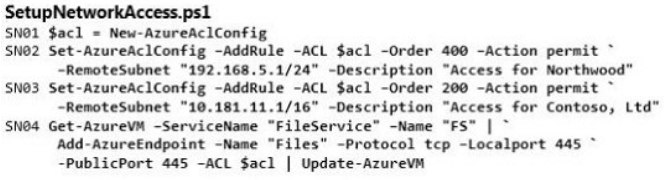 SetupNetworkAccess.ps1
SN01 $acl = New-AzureAclConfig
SN02 Set-AzureAclConfig -AddRule -ACL $acl -Order 400 -Action permit `
-RemoteSubnet "192.168.5.1/24" -Description "Access for Northwood"
SN03 Set-AzureAclConfig -AddRule -ACL $acl -Order 200 -Action permit `
-RemoteSubnet "10.181.11.1/16" -Description "Access for Contoso, Ltd"
SN04 Get-AzureVM -ServiceName "FileService" -Name "FS" | `
Add-AzureEndpoint -Name "Files" -Protocol tcp -Localport 445 `
-PublicPort 445 -ACL $acl | Update-AzureVM